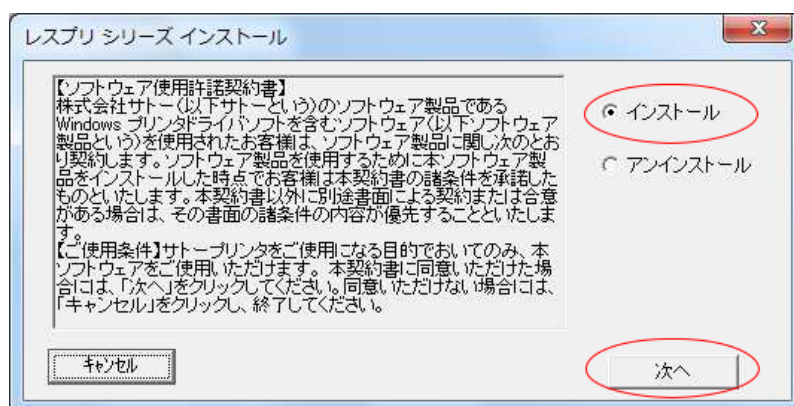 レスプリ シリーズ インストール
【ソフトウェア使用許諾契約書】
株式会社サトー(以下サトーという)のソフトウェア製品である
Windows プリンタドライバソフトを含むソフトウェア(以下ソフトウェア
製品という)を使用されたお客様は、ソフトウェア製品に関し次のとお
り契約します。ソフトウェア製品を使用するために本ソフトウェア製
品をインストールした時点でお客様は本契約書の諸条件を承諾した
ものといたします。本契約書以外に別途書面による契約または合意
がある場合は、その書面の諸条件の内容が優先することといたしま
す。
【ご使用条件】サトープリンタをご使用になる目的でおいてのみ、本
ソフトウェアをご使用いただけます。本契約書に同意いただけた場
合には、「次へ」をクリックしてください。同意いただけない場合には、
「キャンセル」をクリックし、終了してください。
インストール
アンインストール
キャンセル
次へ